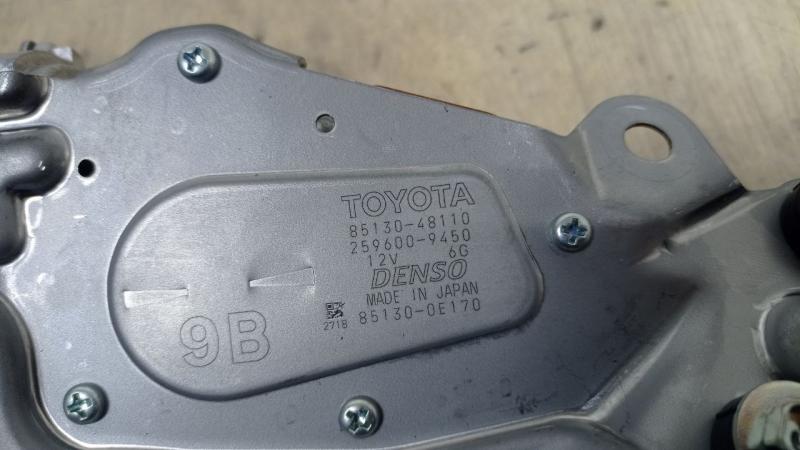 TOYOTA
85130-48110
259600-9450
12V 6G
DENSO
MADE IN JAPAN
2718 85130-0E170
9B